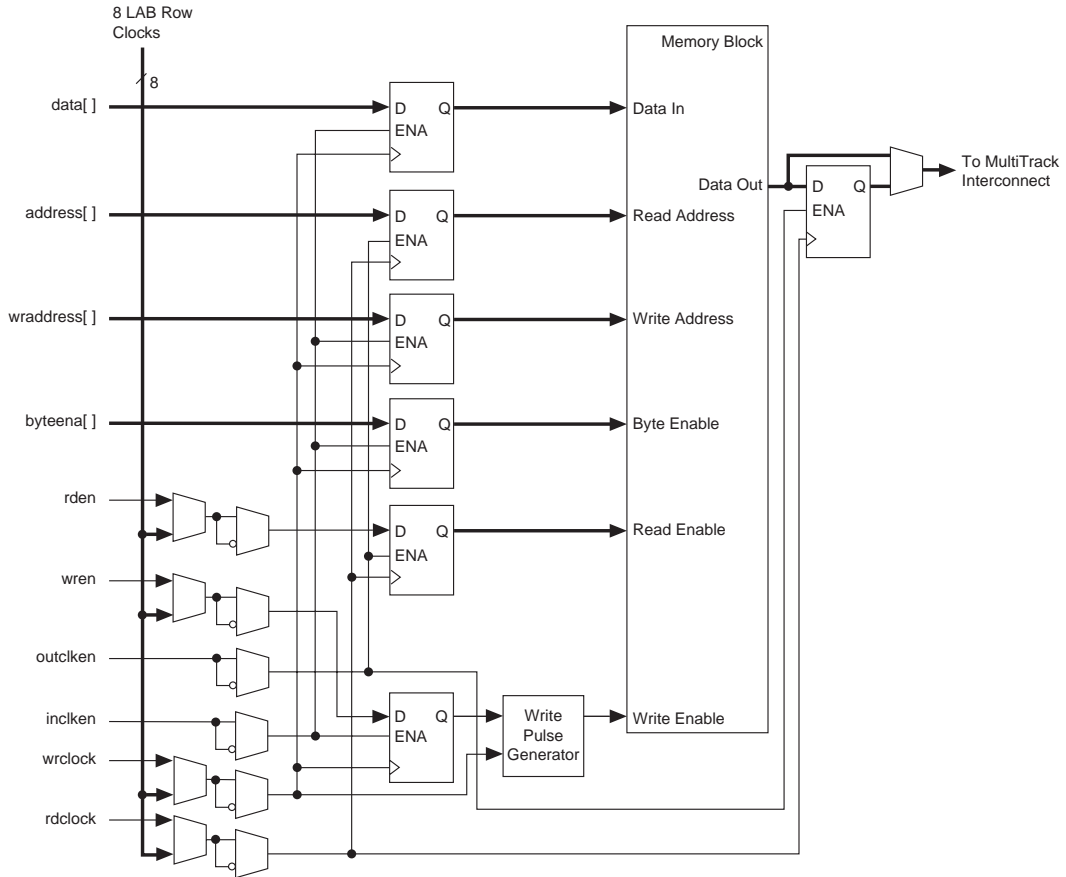 8 LAB Row
Clocks
8
data[ ]
address[ ]
wraddress[ ]
byteena[ ]
rden
wren
outclken
inclken
wrclock
rdclock
D Q
ENA
D Q
ENA
D Q
ENA
D Q
ENA
D Q
ENA
D Q
ENA
Write
Pulse
Generator
Memory Block
Data In
Data Out
Read Address
Write Address
Byte Enable
Read Enable
Write Enable
D Q
ENA
To MultiTrack
Interconnect